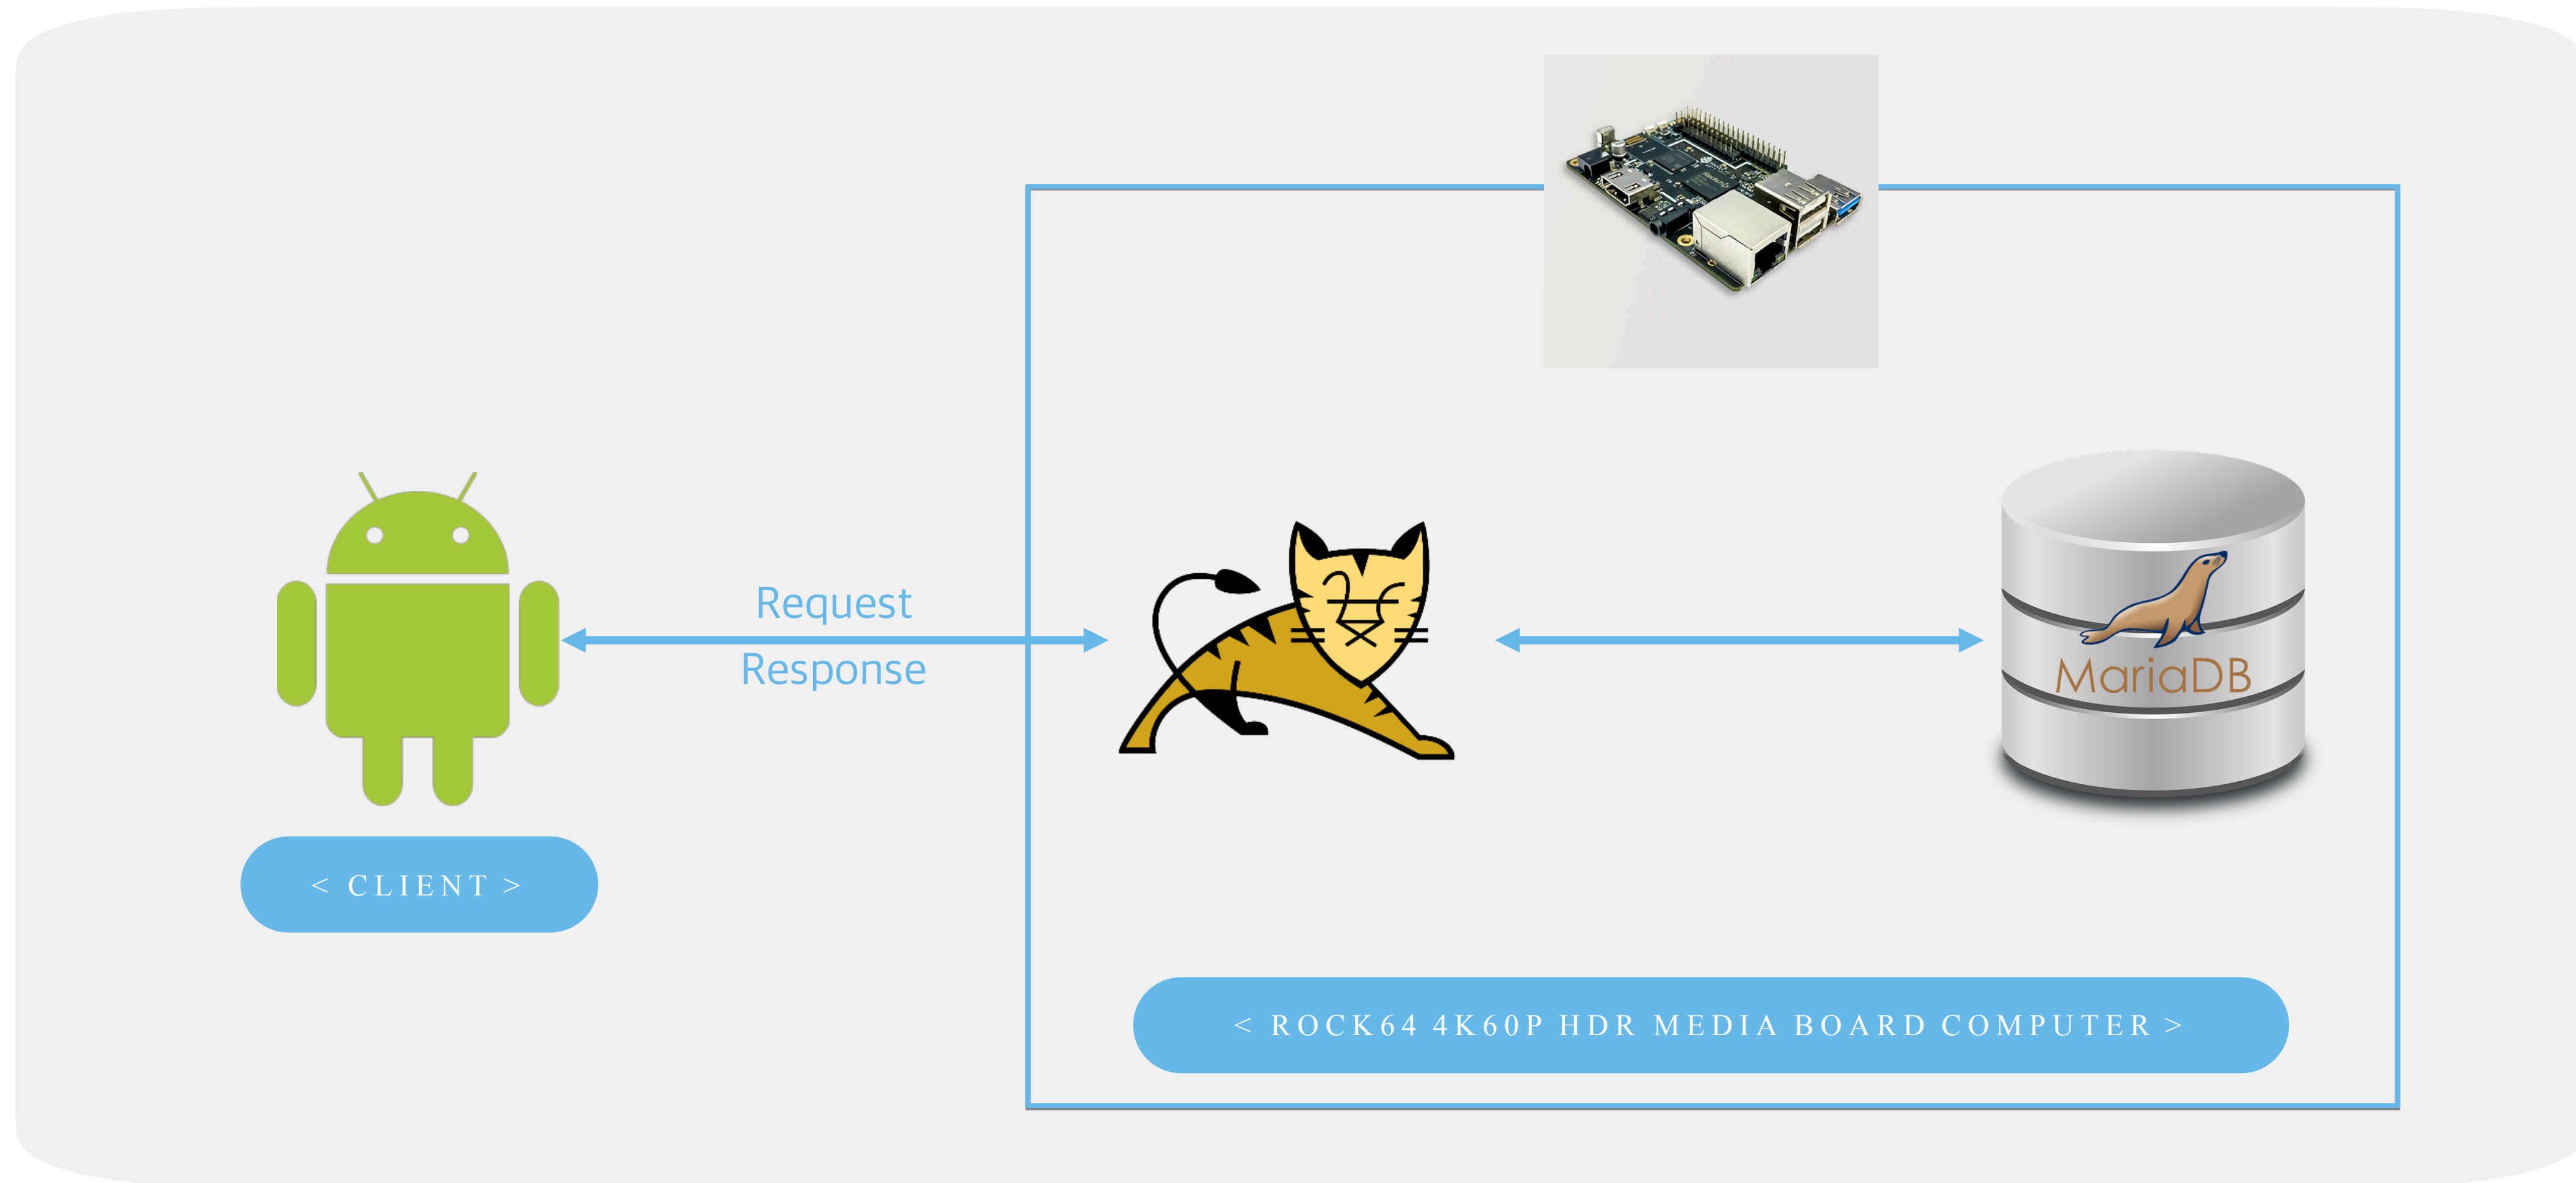 Request
Response
MariaDB
< CLIENT >
< ROCK64 4K60P HDR MEDIA BOARD COMPUTER >